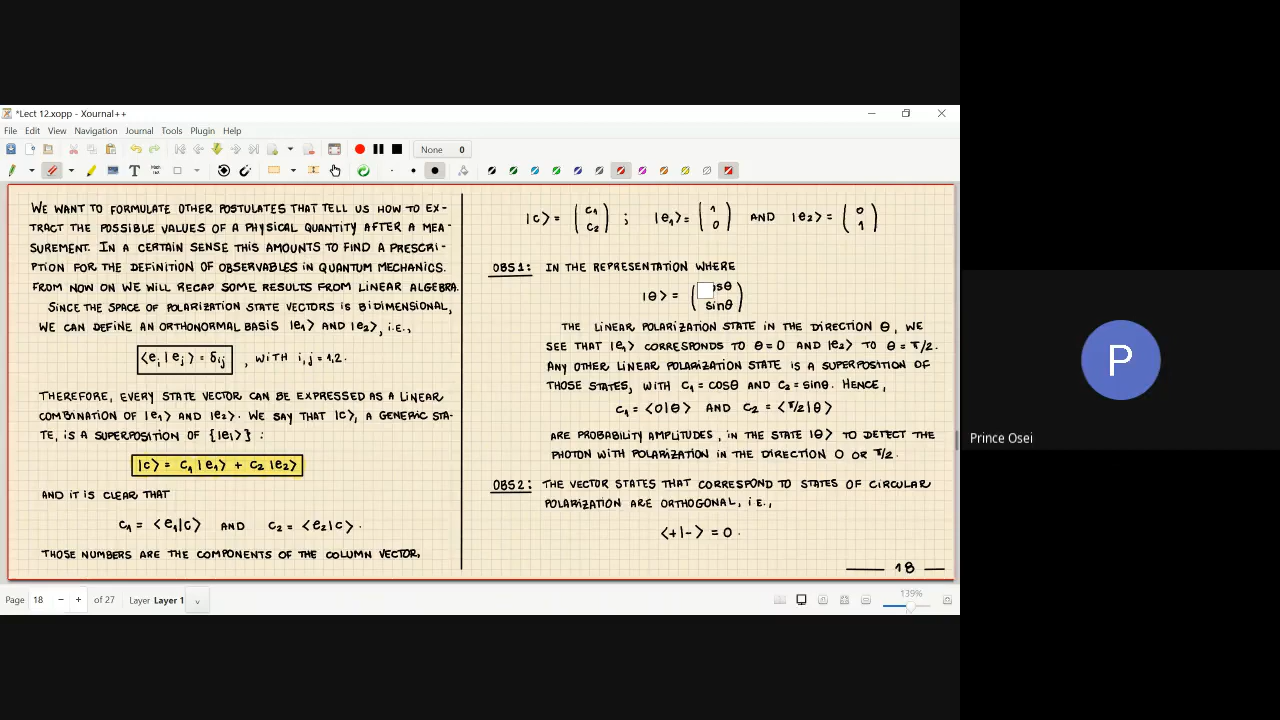 *Lect 12.xopp - Xournal++
File Edit View Navigation Journal Tools Plugin Help
None 0
WE WANT TO FORMULATE OTHER POSTULATES THAT TELL US HOW TO EX-
TRACT THE POSSIBLE VALUES OF A PHYSICAL QUANTITY AFTER A MEA-
SUREMENT. IN A CERTAIN SENSE THIS AMOUNTS TO FIND A PRESCRI-
PTION FOR THE DEFINITION OF OBSERVABLES IN QUANTUM MECHANICS.
FROM NOW ON WE WILL RECAP SOME RESULTS FROM LINEAR ALGEBRA.
SINCE THE SPACE OF POLARIZATION STATE VECTORS IS BIDIMENSIONAL,
WE CAN DEFINE AN ORTHONORMAL BASIS |e₁⟩ AND |e₂⟩, i.e.,
⟨eᵢ|eⱼ⟩ = δᵢⱼ , WITH i,j = 1,2.
THEREFORE, EVERY STATE VECTOR CAN BE EXPRESSED AS A LINEAR
COMBINATION OF |e₁⟩ AND |e₂⟩. WE SAY THAT |c⟩, A GENERIC STA-
TE, IS A SUPERPOSITION OF {|eᵢ⟩} :
|c⟩ = c₁ |e₁⟩ + c₂ |e₂⟩
AND IT IS CLEAR THAT
c₁ = ⟨e₁|c⟩ AND c₂ = ⟨e₂|c⟩.
THOSE NUMBERS ARE THE COMPONENTS OF THE COLUMN VECTOR,
|c⟩ = ( c₁ c₂ ) ; |e₁⟩ = ( 1 0 ) AND |e₂⟩ = ( 0 1 )
OBS1: IN THE REPRESENTATION WHERE
|θ⟩ = ( osθ sinθ )
THE LINEAR POLARIZATION STATE IN THE DIRECTION θ, WE
SEE THAT |e₁⟩ CORRESPONDS TO θ=0 AND |e₂⟩ TO θ = π/2.
ANY OTHER LINEAR POLARIZATION STATE IS A SUPERPOSITION OF
THOSE STATES, WITH c₁ = cosθ AND c₂ = sinθ. HENCE,
c₁ = ⟨0|θ⟩ AND c₂ = ⟨π/2|θ⟩
ARE PROBABILITY AMPLITUDES, IN THE STATE |θ⟩ TO DETECT THE
PHOTON WITH POLARIZATION IN THE DIRECTION 0 OR π/2.
OBS2: THE VECTOR STATES THAT CORRESPOND TO STATES OF CIRCULAR
POLARIZATION ARE ORTHOGONAL, i.e.,
⟨+|-⟩ = 0.
18
Page 18 − + of 27 Layer Layer 1
139%
P
Prince Osei